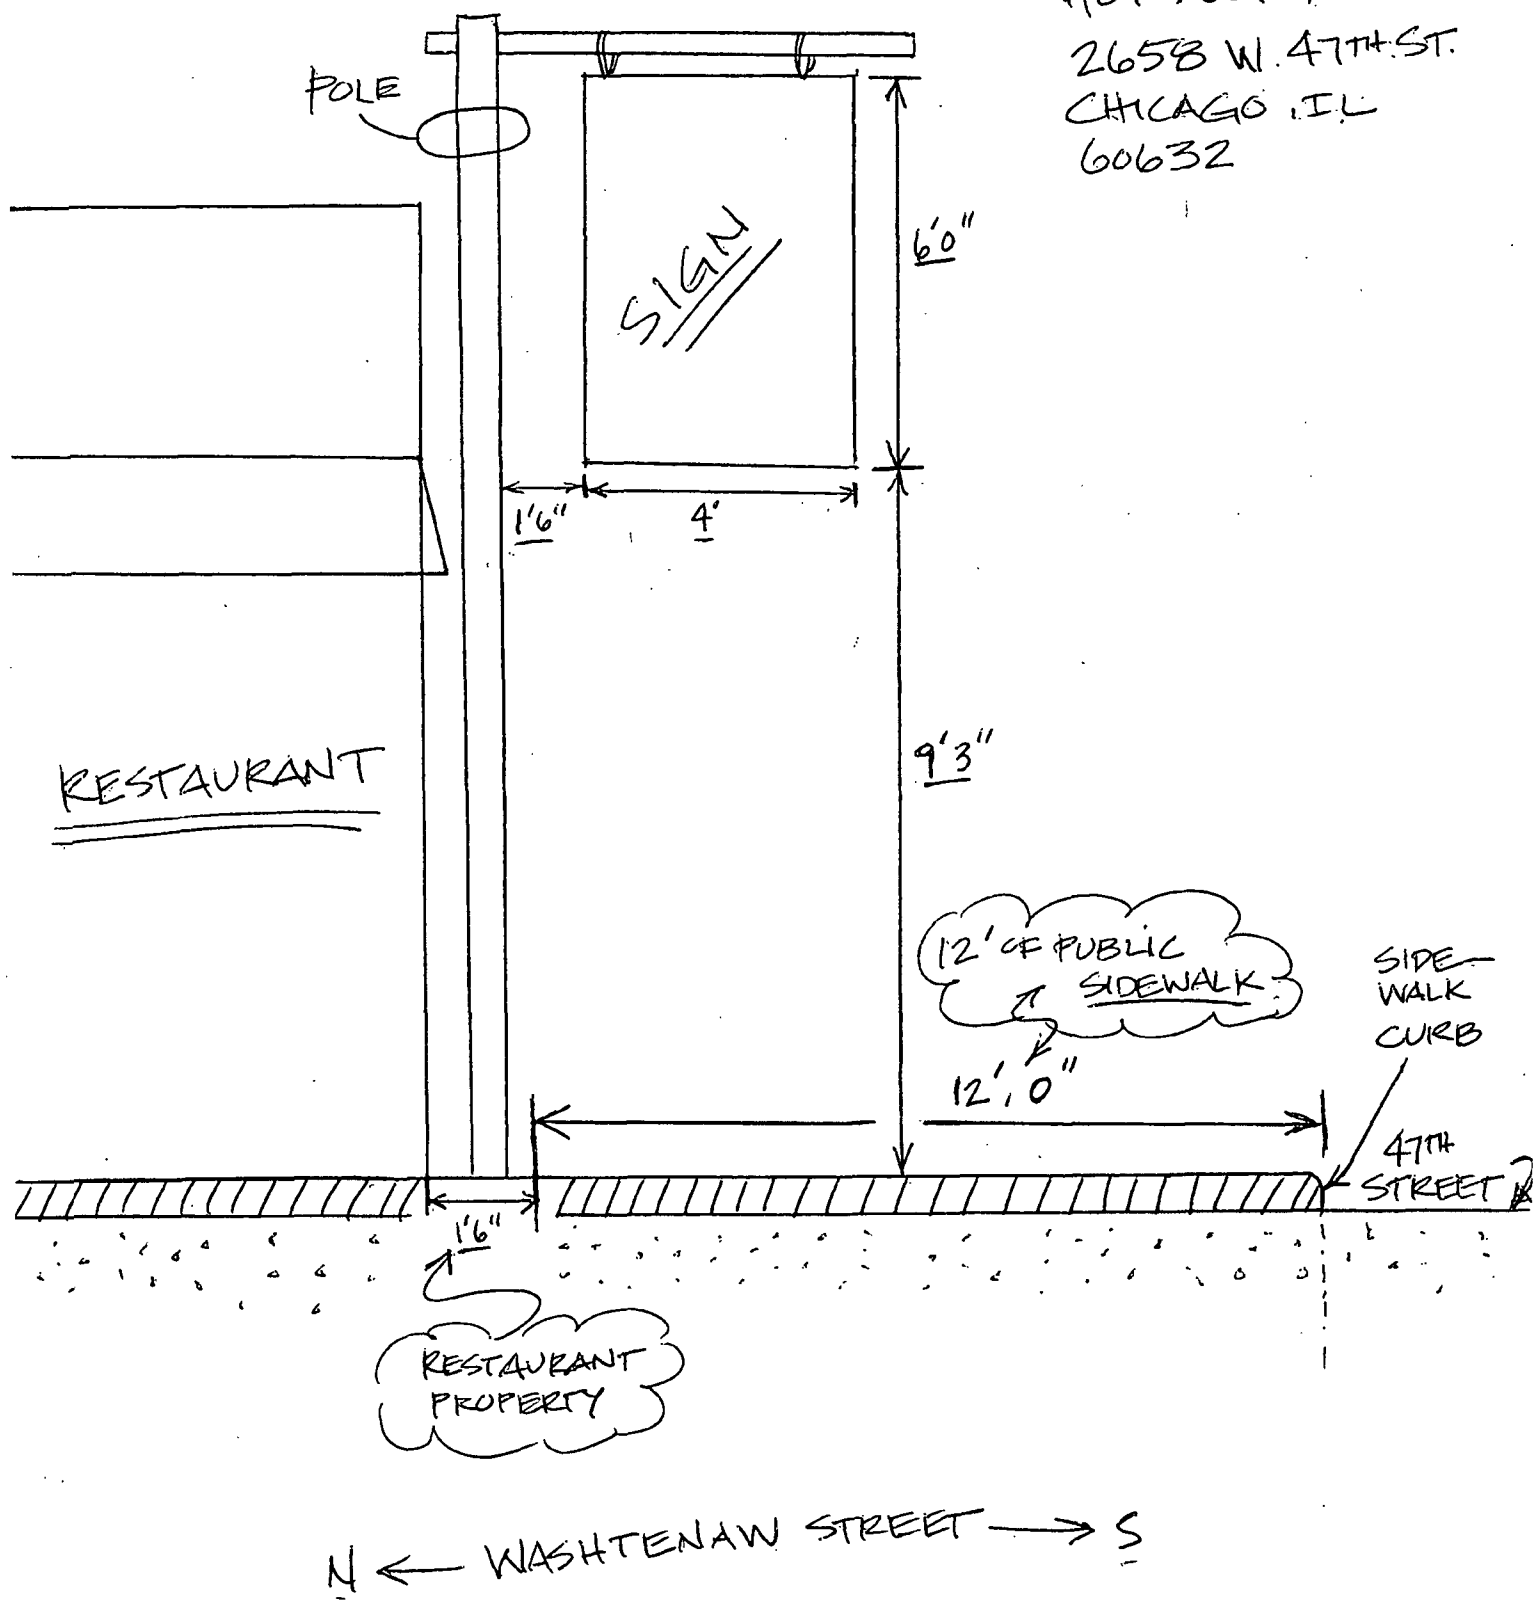 2658 W. 47TH. ST.
CHICAGO, IL
60632
POLE
SIGN
6'0"
1'6"
4'
RESTAURANT
9'3"
12' OF PUBLIC
SIDEWALK
12', 0"
SIDE-
WALK
CURB
47TH
STREET
1'6"
RESTAURANT
PROPERTY
N ← WASHTENAW STREET → S